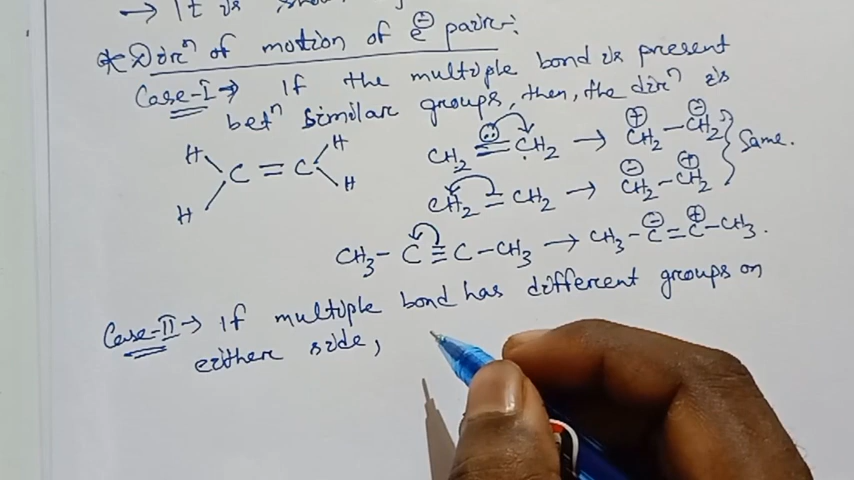 → It is
* Dirⁿ of motion of e⊖ pair:
Case-I → If the multiple bond is present
betⁿ similar groups, then, the dirⁿ is
H H
C = C
H H
CH₂ = CH₂ → ⊕CH₂ – ⊖CH₂
CH₂ = CH₂ → ⊖CH₂ – ⊕CH₂
Same.
CH₃ – C ≡ C – CH₃ → CH₃ – ⊖C = ⊕C – CH₃.
Case-II → If multiple bond has different groups on
either side,